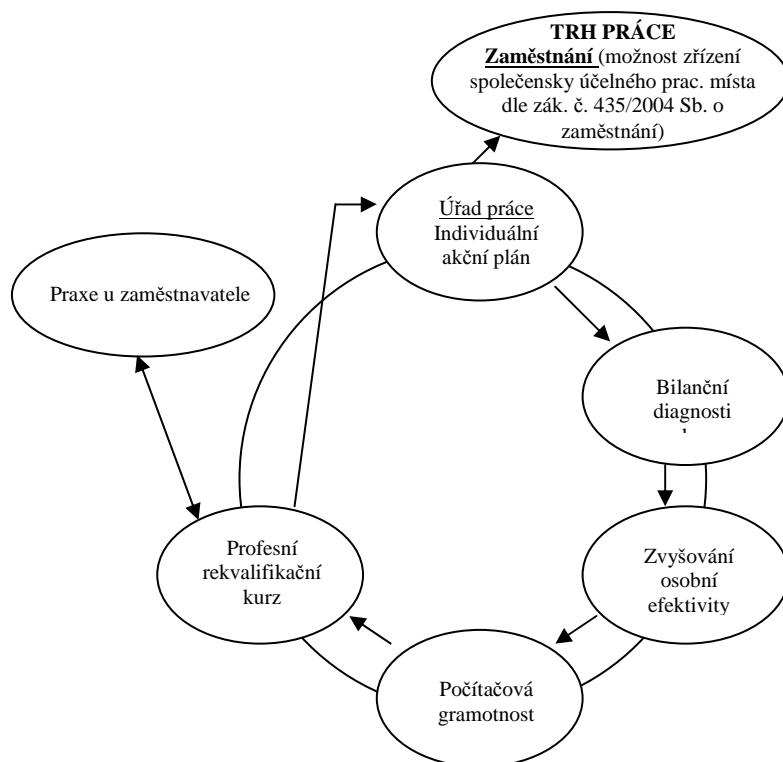 TRH PRÁCE
Zaměstnání (možnost zřízení
společensky účelného prac. místa
dle zák. č. 435/2004 Sb. o
zaměstnání)
Úřad práce
Individuální
akční plán
Praxe u zaměstnavatele
Bilanční
diagnosti
Profesní
rekvalifikační
kurz
Zvyšování
osobní
efektivity
Počítačová
gramotnost